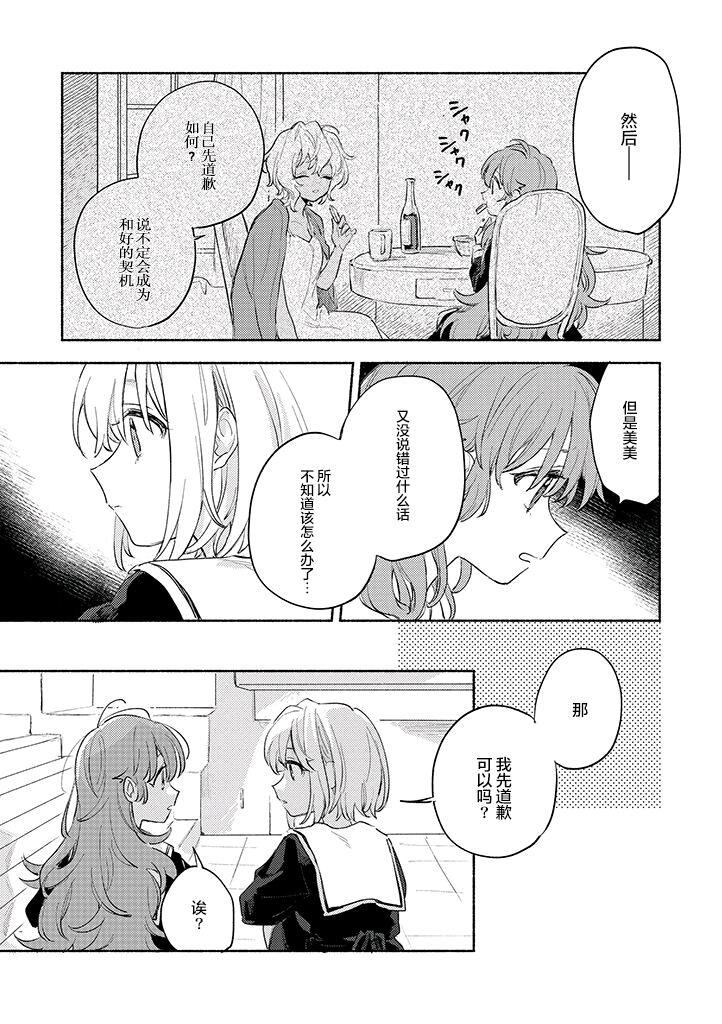 然后——
シャク
シャク
シャク
自己先道歉
如何？
说不定会成为
和好的契机
但是美美
又没说错过什么话
所以
不知道该怎么办了…
那
我先道歉
可以吗？
诶？